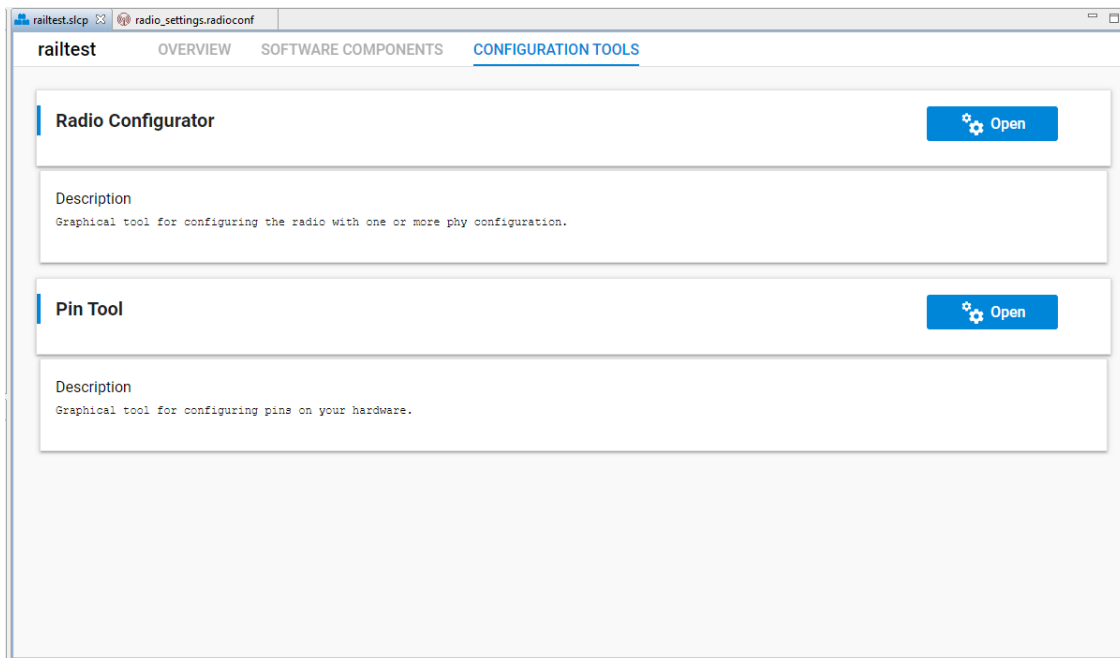 railtest.slcp radio_settings.radioconf
railtest OVERVIEW SOFTWARE COMPONENTS CONFIGURATION TOOLS
Radio Configurator Open
Description
Graphical tool for configuring the radio with one or more phy configuration.
Pin Tool Open
Description
Graphical tool for configuring pins on your hardware.